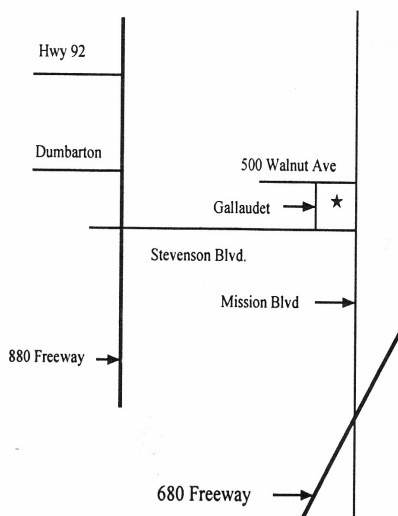 Hwy 92
Dumbarton
500 Walnut Ave
Gallaudet
Stevenson Blvd.
Mission Blvd
880 Freeway
680 Freeway